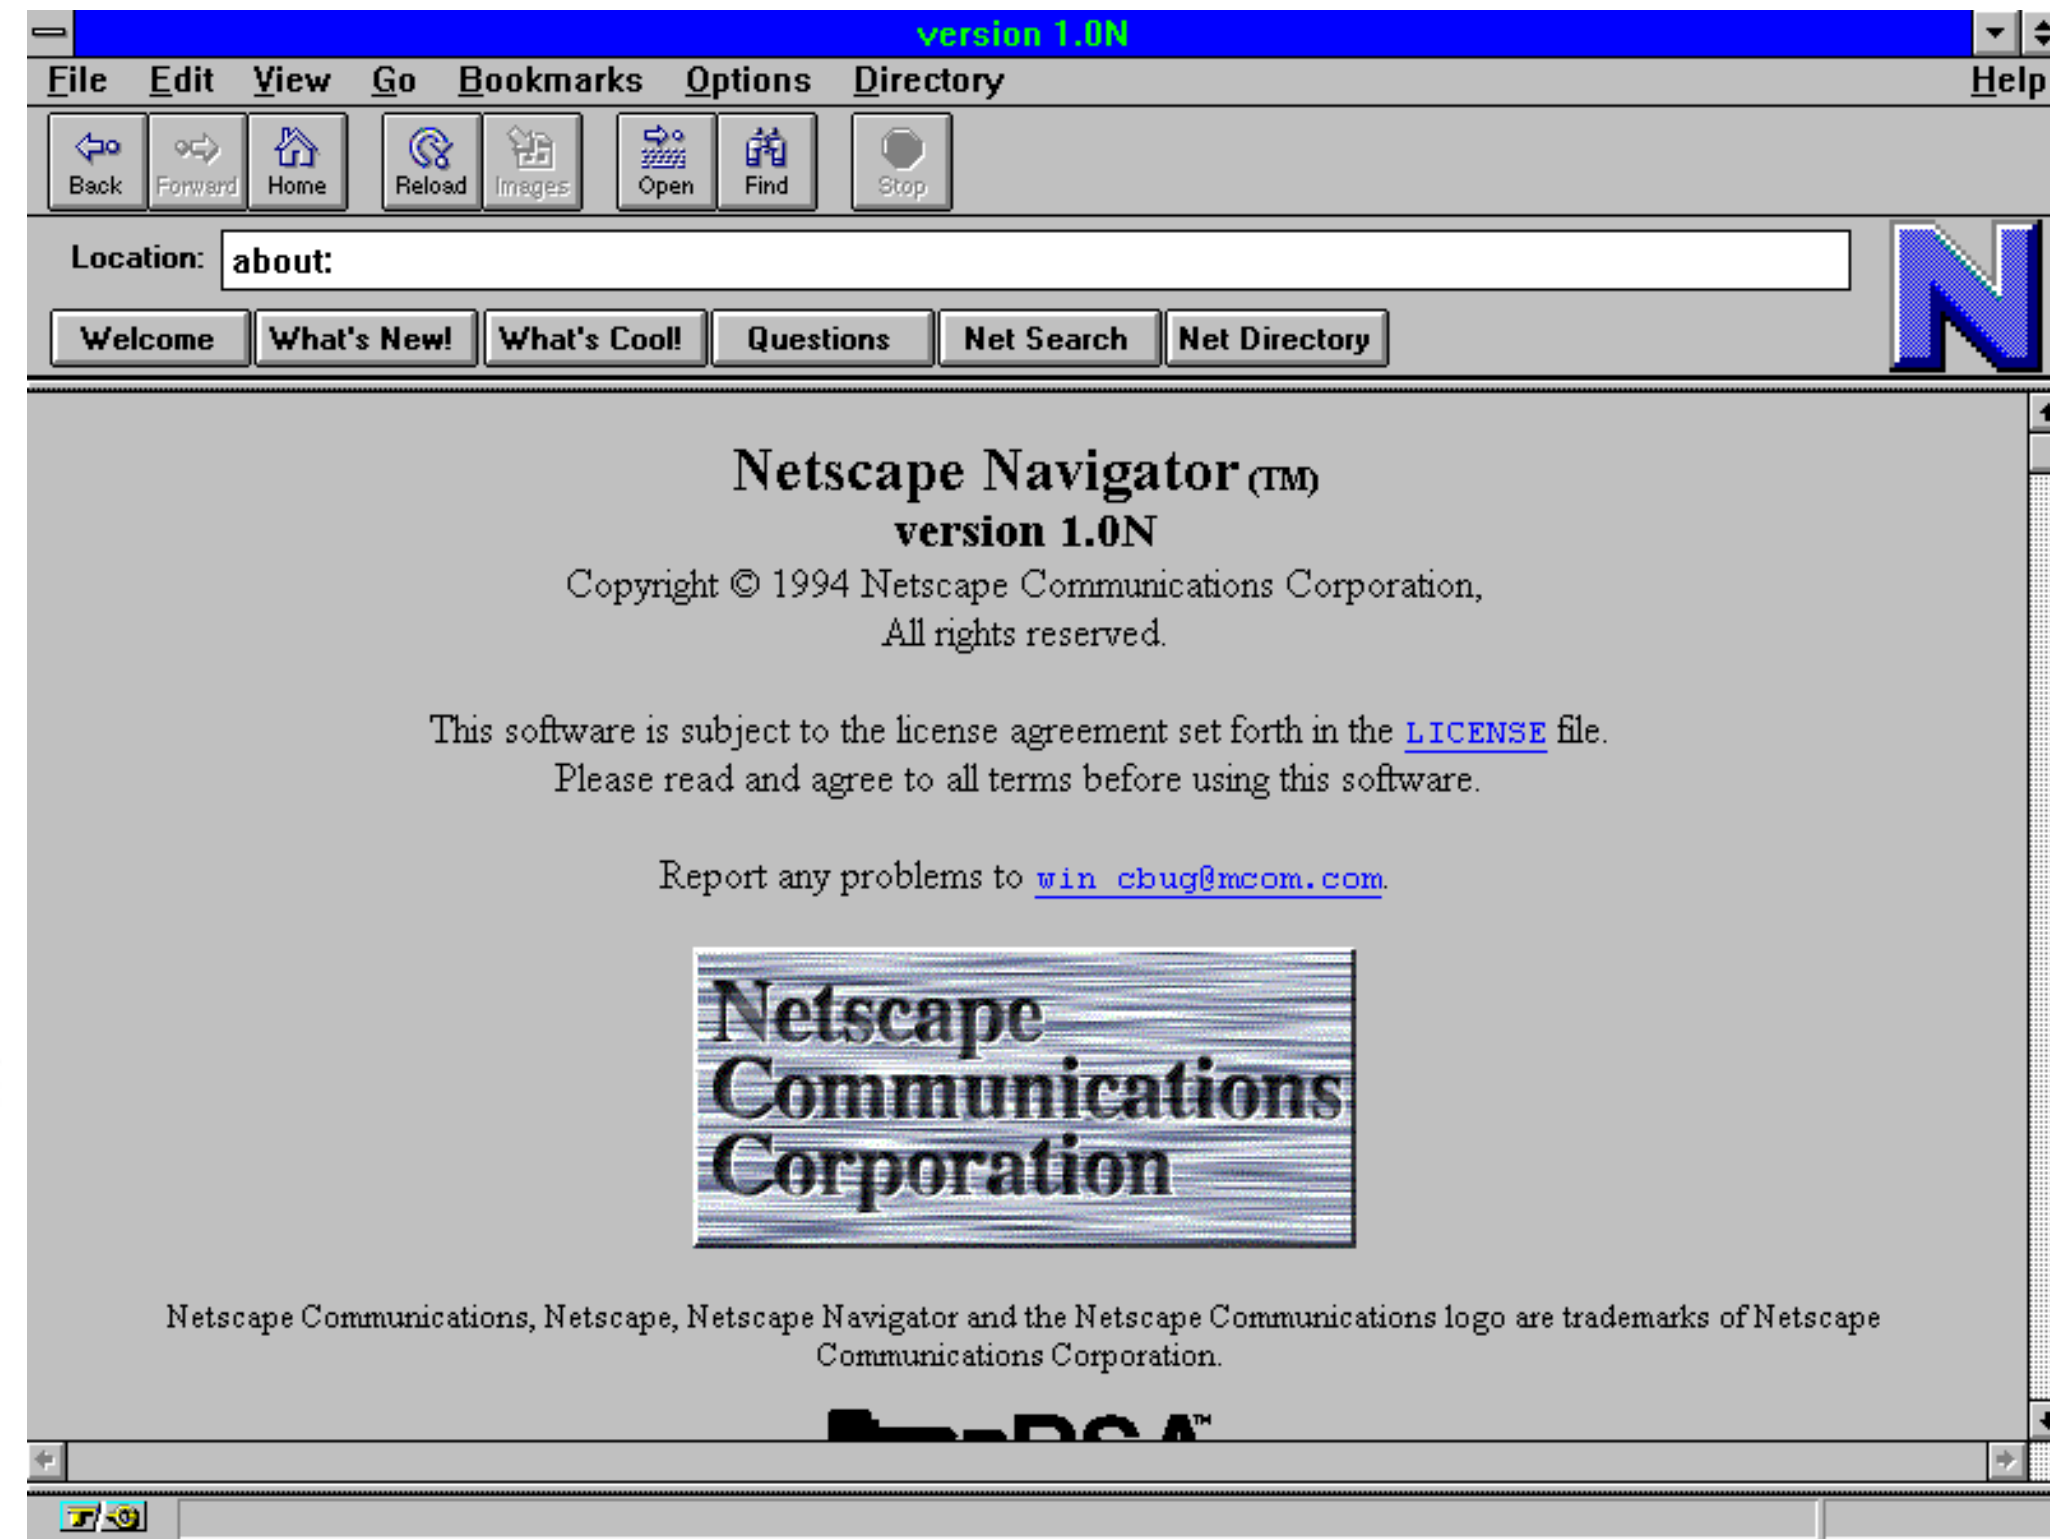 version 1.0N
File Edit View Go Bookmarks Options Directory Help
Back Forward Home Reload Images Open Find Stop
Location: about:
Welcome What's New! What's Cool! Questions Net Search Net Directory
N
Netscape Navigator (TM)
version 1.0N
Copyright © 1994 Netscape Communications Corporation,
All rights reserved.
This software is subject to the license agreement set forth in the LICENSE file.
Please read and agree to all terms before using this software.
Report any problems to win_cbug@mcom.com.
Netscape
Communications
Corporation
Netscape Communications, Netscape, Netscape Navigator and the Netscape Communications logo are trademarks of Netscape
Communications Corporation.
RSA™